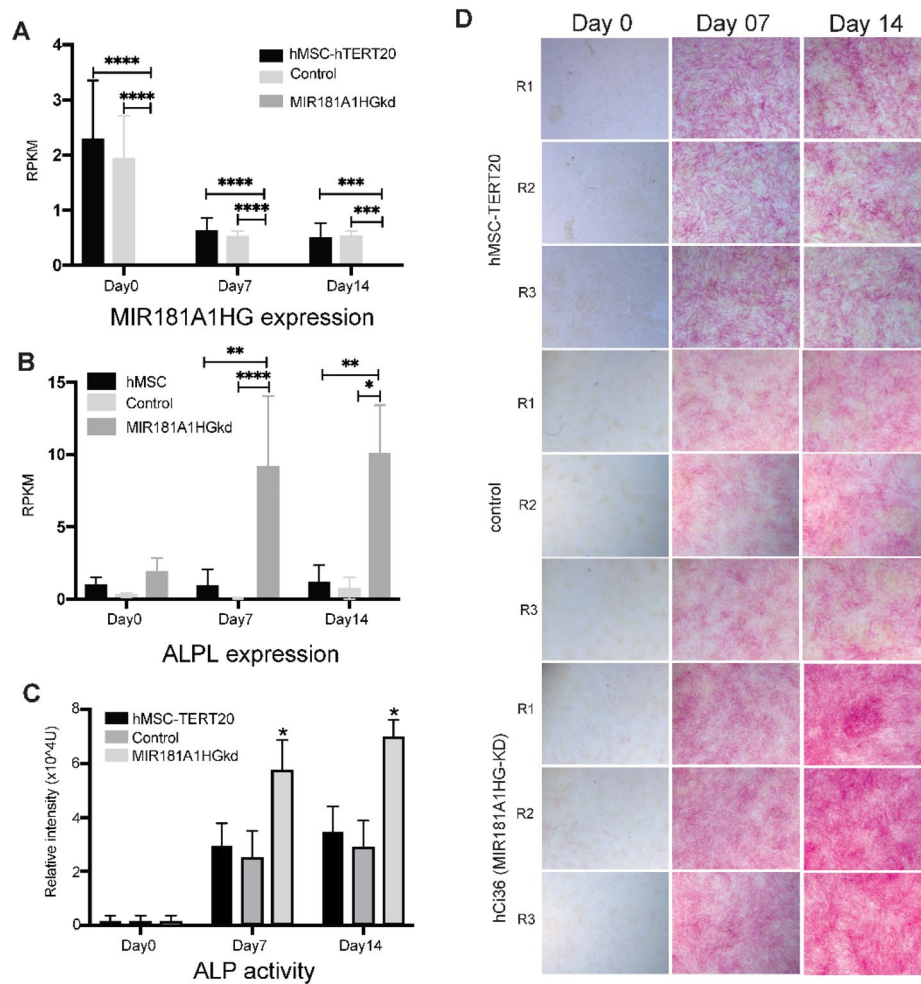 A
4
3
2
1
0
RPKM
hMSC-hTERT20
Control
MIR181A1HGkd
****
****
****
****
***
***
Day0 Day7 Day14
MIR181A1HG expression
B
15
10
5
0
RPKM
hMSC
Control
MIR181A1HGkd
**
****
**
*
Day0 Day7 Day14
ALPL expression
C
8
6
4
2
0
Relative intensity (x10^4U)
hMSC-TERT20
Control
MIR181A1HGkd
*
*
Day0 Day7 Day14
ALP activity
D
Day 0 Day 07 Day 14
hMSC-TERT20
R1
R2
R3
control
R1
R2
R3
hCi36 (MIR181A1HG-KD)
R1
R2
R3